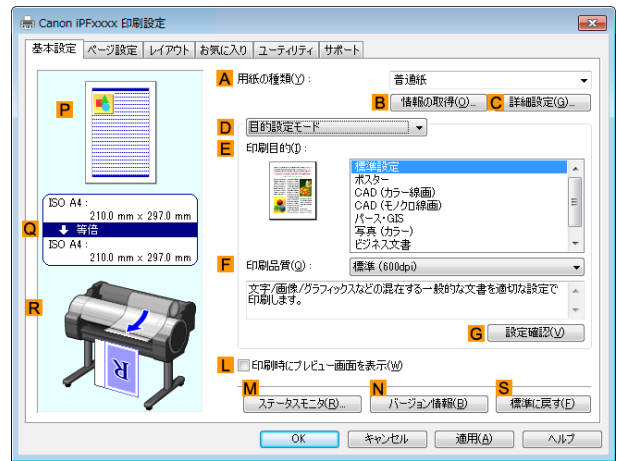 Canon iPFxxxx 印刷設定
基本設定 ページ設定 レイアウト お気に入り ユーティリティ サポート
A 用紙の種類(Y): 普通紙
B 情報の取得(O)... C 詳細設定(G)...
P
D 目的設定モード
E 印刷目的(I):
標準設定
ポスター
CAD (カラー線画)
CAD (モノクロ線画)
パース・GIS
写真 (カラー)
ビジネス文書
ISO A4 :
210.0 mm x 297.0 mm
Q 等倍
ISO A4 :
210.0 mm x 297.0 mm
F 印刷品質(Q): 標準 (600dpi)
文字/画像/グラフィックスなどの混在する一般的な文書を適切な設定で
印刷します。
R
R
G 設定確認(V)
L 印刷時にプレビュー画面を表示(W)
M N S
ステータスモニタ(R)... バージョン情報(B) 標準に戻す(F)
OK キャンセル 適用(A) ヘルプ